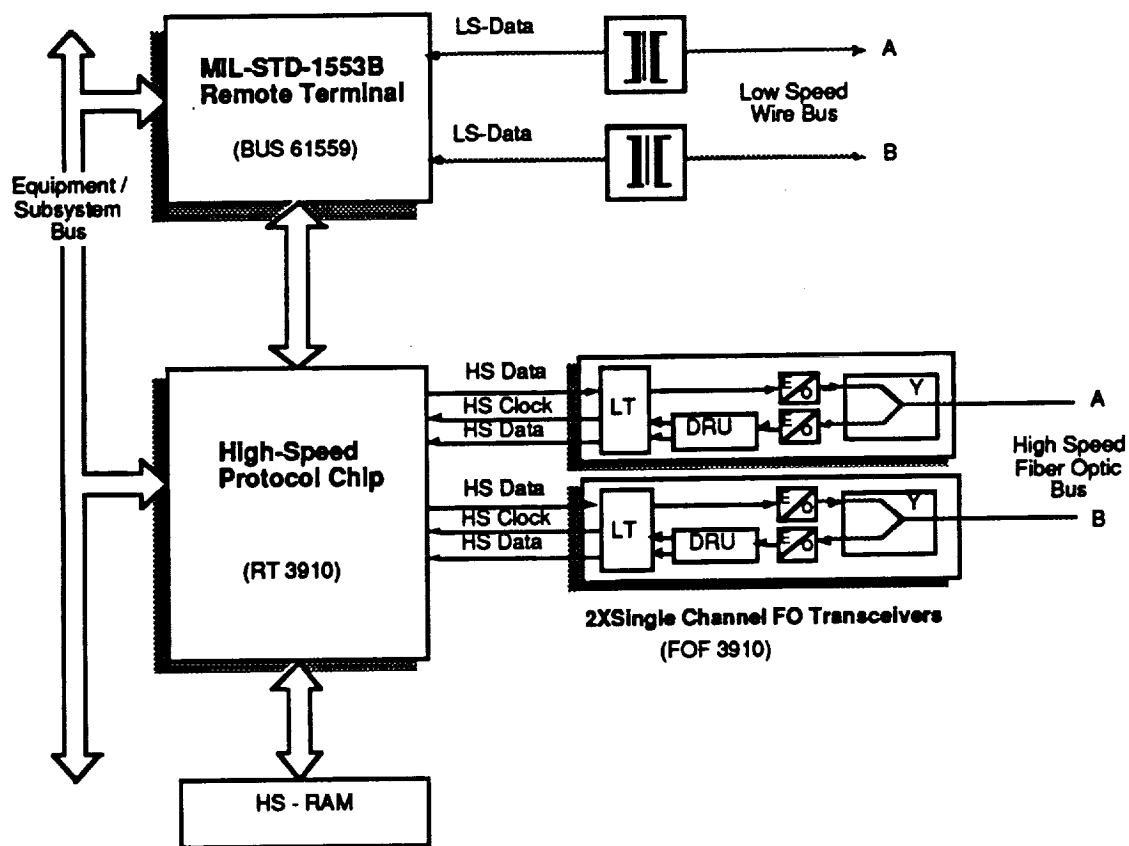 LS-Data
A
MIL-STD-1553B
Remote Terminal
(BUS 61559)
Low Speed
Wire Bus
LS-Data
B
Equipment /
Subsystem
Bus
HS Data
HS Clock
HS Data
LT
DRU
E
O
E
O
Y
A
High-Speed
Protocol Chip
(RT 3910)
High Speed
Fiber Optic
Bus
HS Data
HS Clock
HS Data
LT
DRU
E
O
E
O
Y
B
2XSingle Channel FO Transceivers
(FOF 3910)
HS - RAM